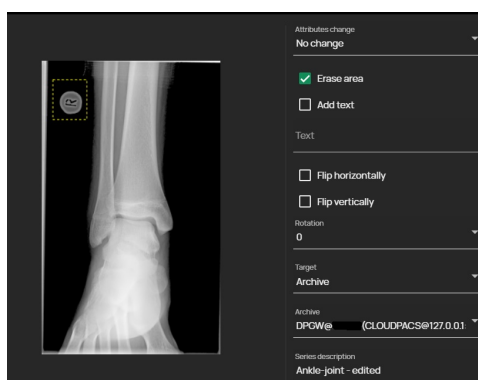 Attributes change
No change
R
Erase area
Add text
Text
Flip horizontally
Flip vertically
Rotation
0
Target
Archive
Archive
DPGW@ (CLOUDPACS@127.0.0.1:
Series description
Ankle-joint - edited